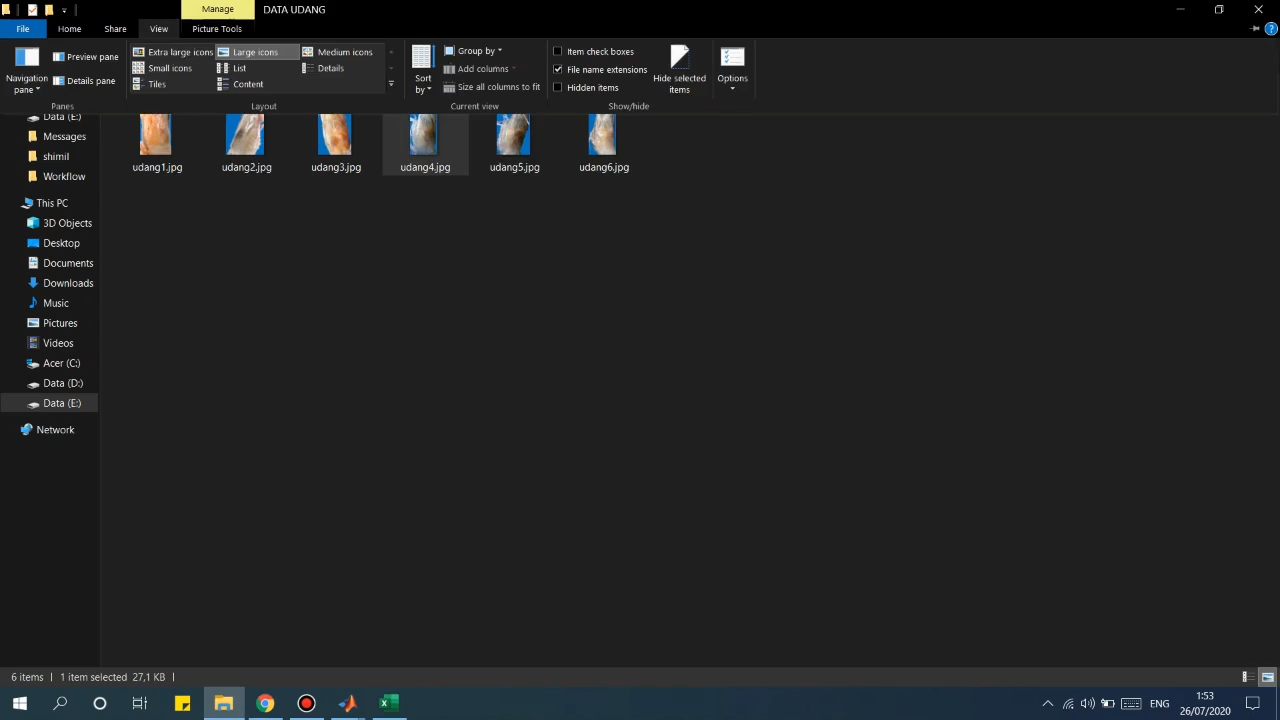 Manage
DATA UDANG
File
Home
Share
View
Picture Tools
Navigation pane
Preview pane
Details pane
Panes
Extra large icons
Large icons
Medium icons
Small icons
List
Details
Tiles
Content
Layout
Sort by
Group by
Add columns
Size all columns to fit
Current view
Item check boxes
File name extensions
Hidden items
Hide selected items
Show/hide
Options
Data (E:)
Messages
shimil
Workflow
This PC
3D Objects
Desktop
Documents
Downloads
Music
Pictures
Videos
Acer (C:)
Data (D:)
Data (E:)
Network
udang1.jpg
udang2.jpg
udang3.jpg
udang4.jpg
udang5.jpg
udang6.jpg
6 items
1 item selected 27,1 KB
ENG
1:53
26/07/2020